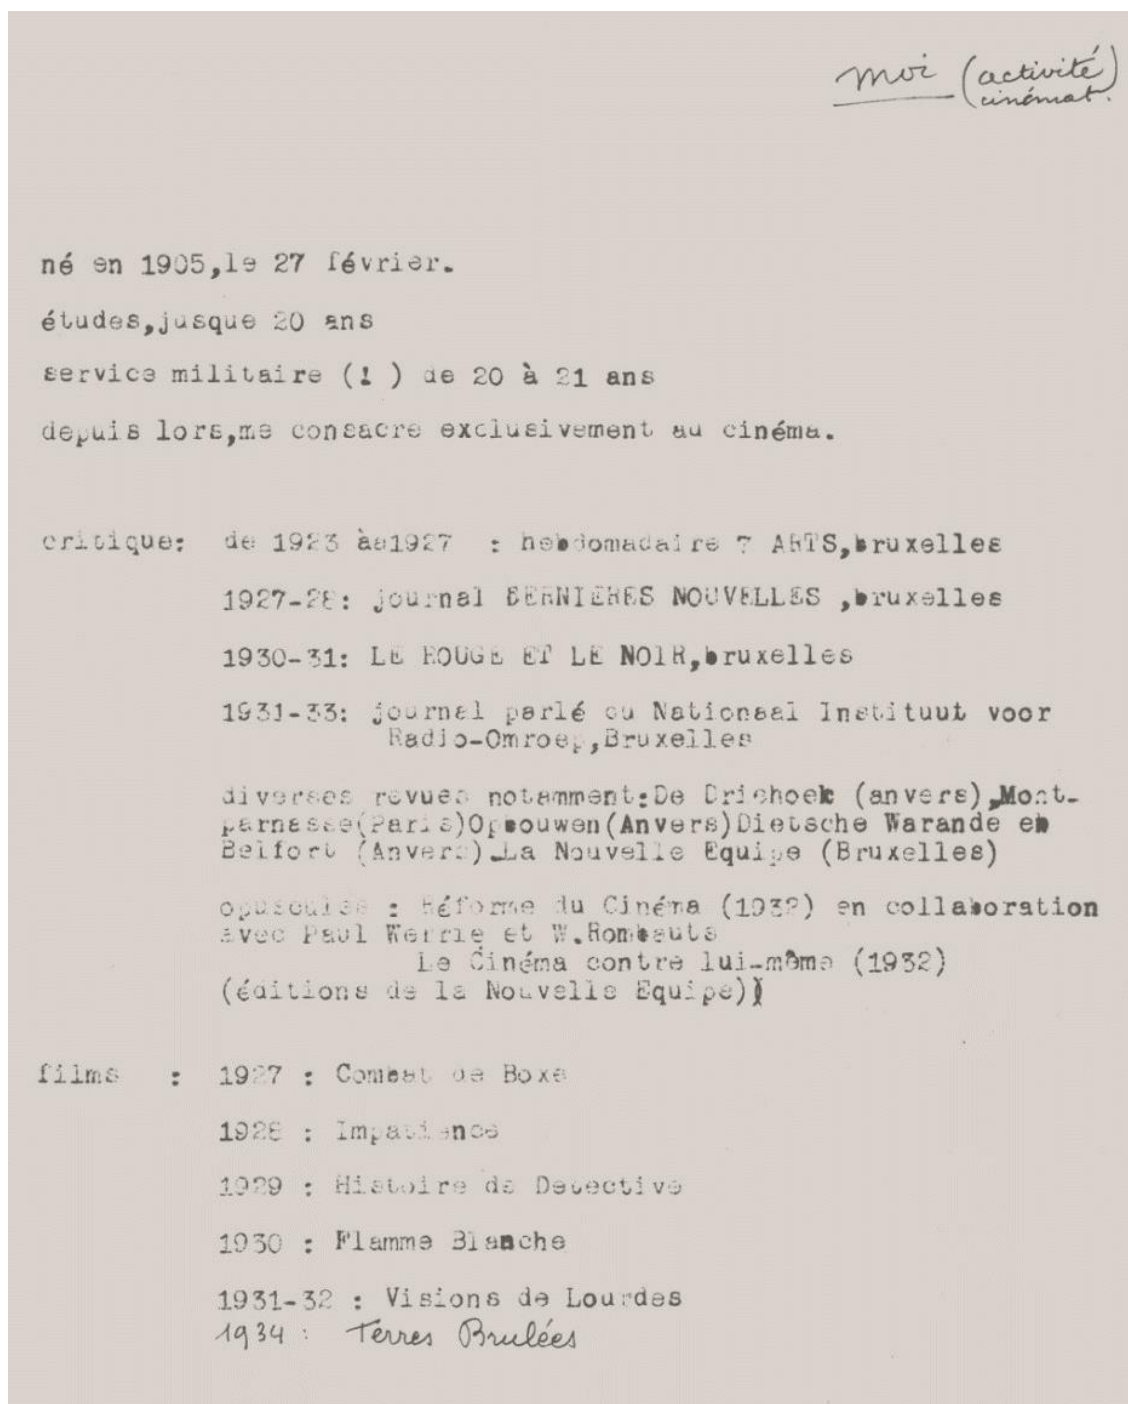 moi (activité
cinémat.)
né en 1905,le 27 février.
études,jusque 20 ans
service militaire (! ) de 20 à 21 ans
depuis lors,me consacre exclusivement au cinéma.
critique: de 1923 àe1927 : hebdomadaire 7 ARTS,bruxelles
1927-28: journal DERNIERES NOUVELLES ,bruxelles
1930-31: LE ROUGE ET LE NOIR,bruxelles
1931-33: journal parlé ou Nationaal Instituut voor
Radio-Omroep,Bruxelles
diverses revues notamment:De Driehoek (anvers),Mont-
parnasse(Paris)Opbouwen(Anvers)Dietsche Warande en
Belfort (Anvers).La Nouvelle Equipe (Bruxelles)
opuscules : Réforme du Cinéma (1932) en collaboration
avec Paul Werrie et W.Rombauts
Le Cinéma contre lui-même (1932)
(éditions de la Nouvelle Equipe))
films : 1927 : Combat de Boxe
1928 : Impatience
1929 : Histoire de Detective
1930 : Flamme Blanche
1931-32 : Visions de Lourdes
1934 : Terres Brulées